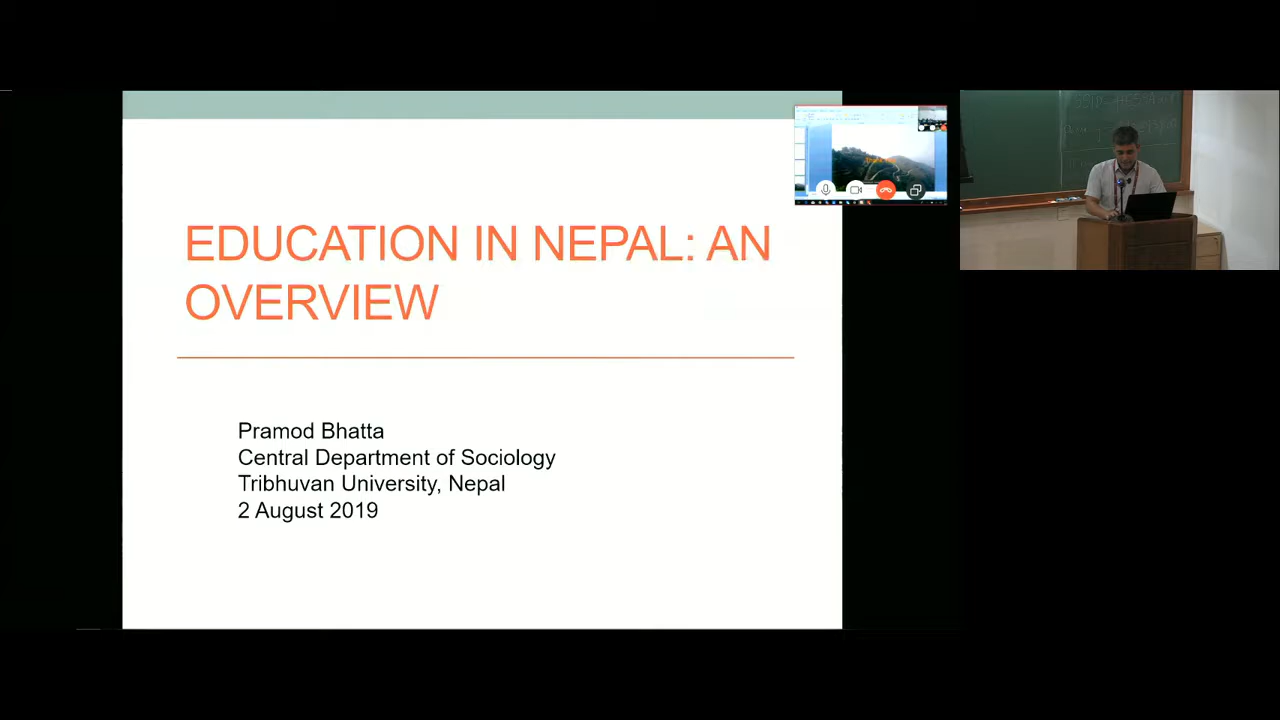 EDUCATION IN NEPAL: AN
OVERVIEW
Pramod Bhatta
Central Department of Sociology
Tribhuvan University, Nepal
2 August 2019